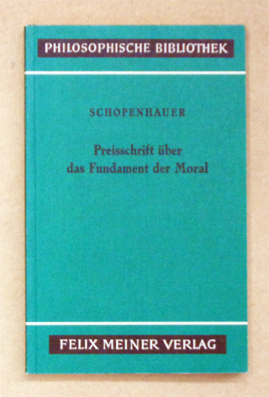 PHILOSOPHISCHE BIBLIOTHEK
SCHOPENHAUER
Preisschrift über
das Fundament der Moral
FELIX MEINER VERLAG